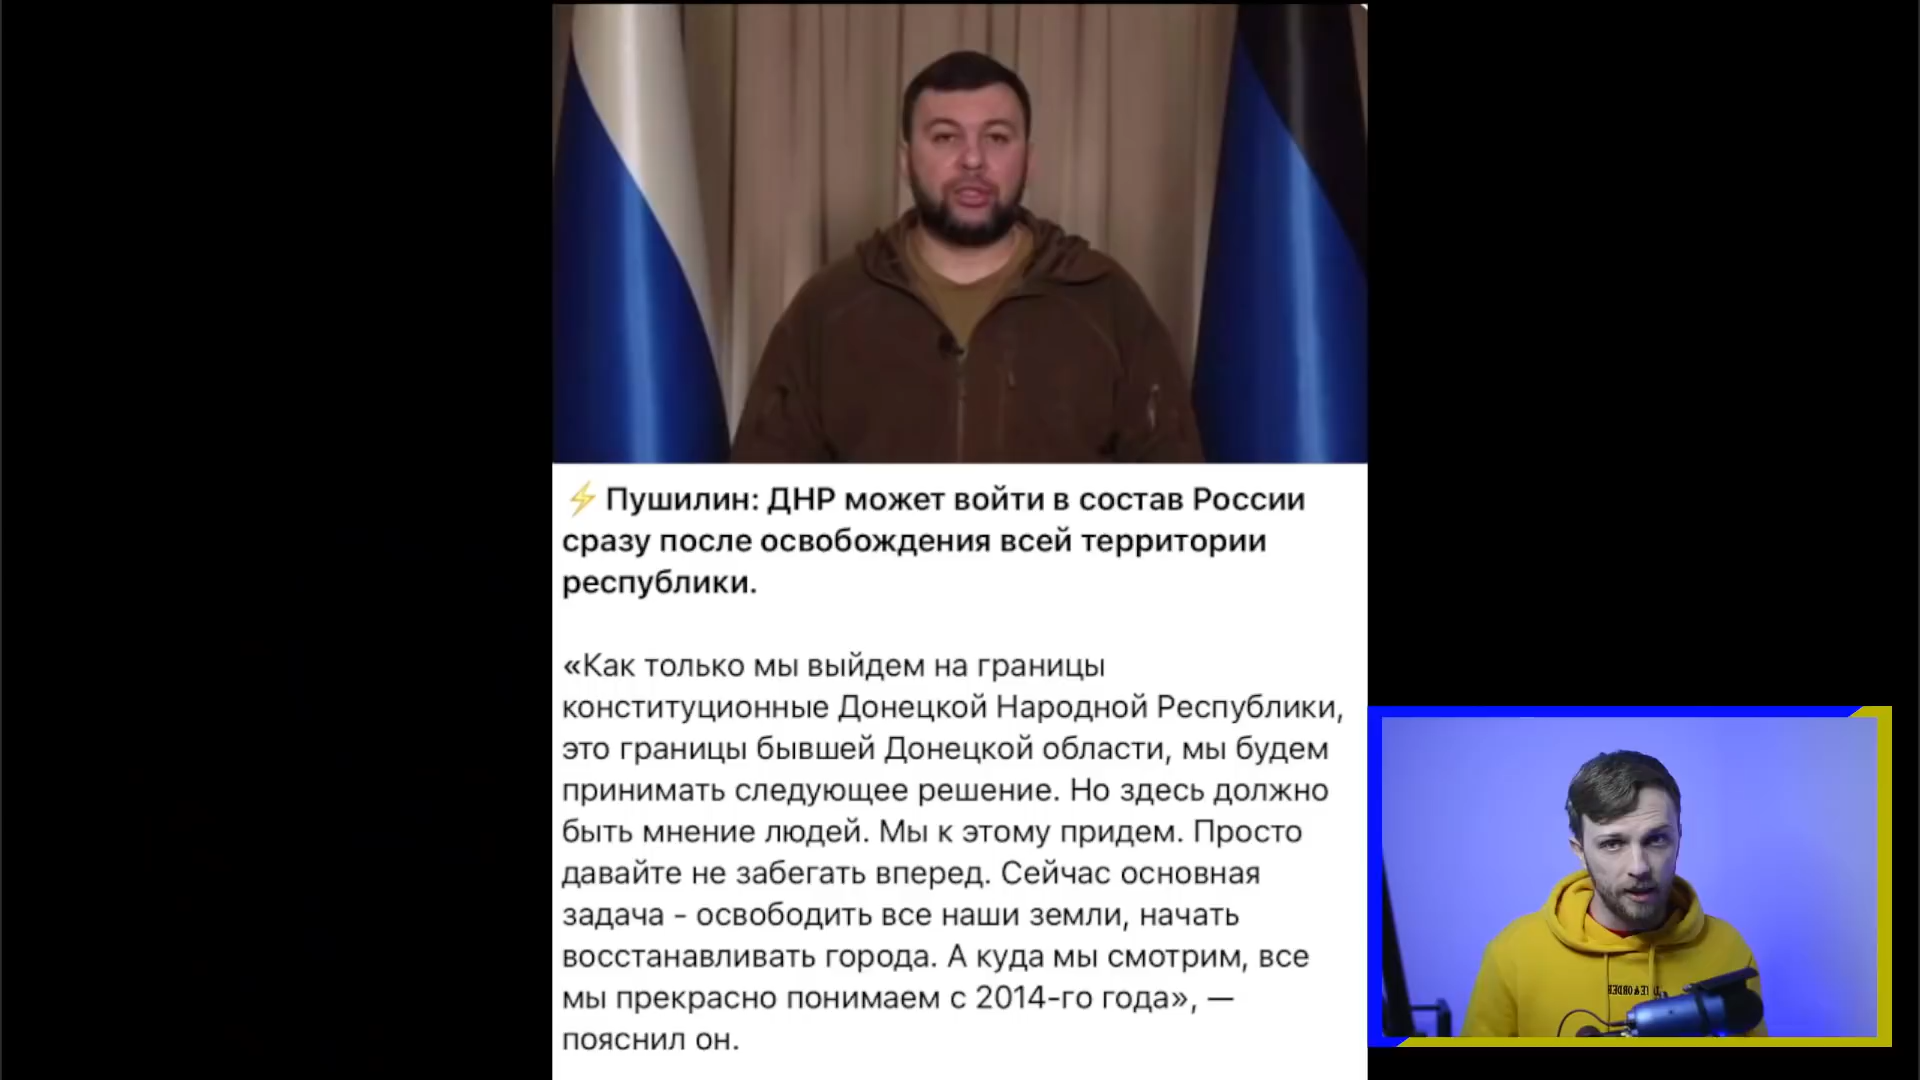 ⚡Пушилин: ДНР может войти в состав России
сразу после освобождения всей территории
республики.
«Как только мы выйдем на границы
конституционные Донецкой Народной Республики,
это границы бывшей Донецкой области, мы будем
принимать следующее решение. Но здесь должно
быть мнение людей. Мы к этому придем. Просто
давайте не забегать вперед. Сейчас основная
задача - освободить все наши земли, начать
восстанавливать города. А куда мы смотрим, все
мы прекрасно понимаем с 2014-го года», —
пояснил он.